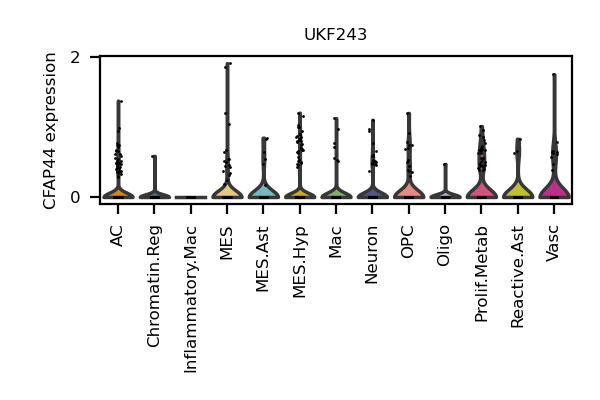 UKF243
CFAP44 expression
2
0
AC
Chromatin.Reg
Inflammatory.Mac
MES
MES.Ast
MES.Hyp
Mac
Neuron
OPC
Oligo
Prolif.Metab
Reactive.Ast
Vasc